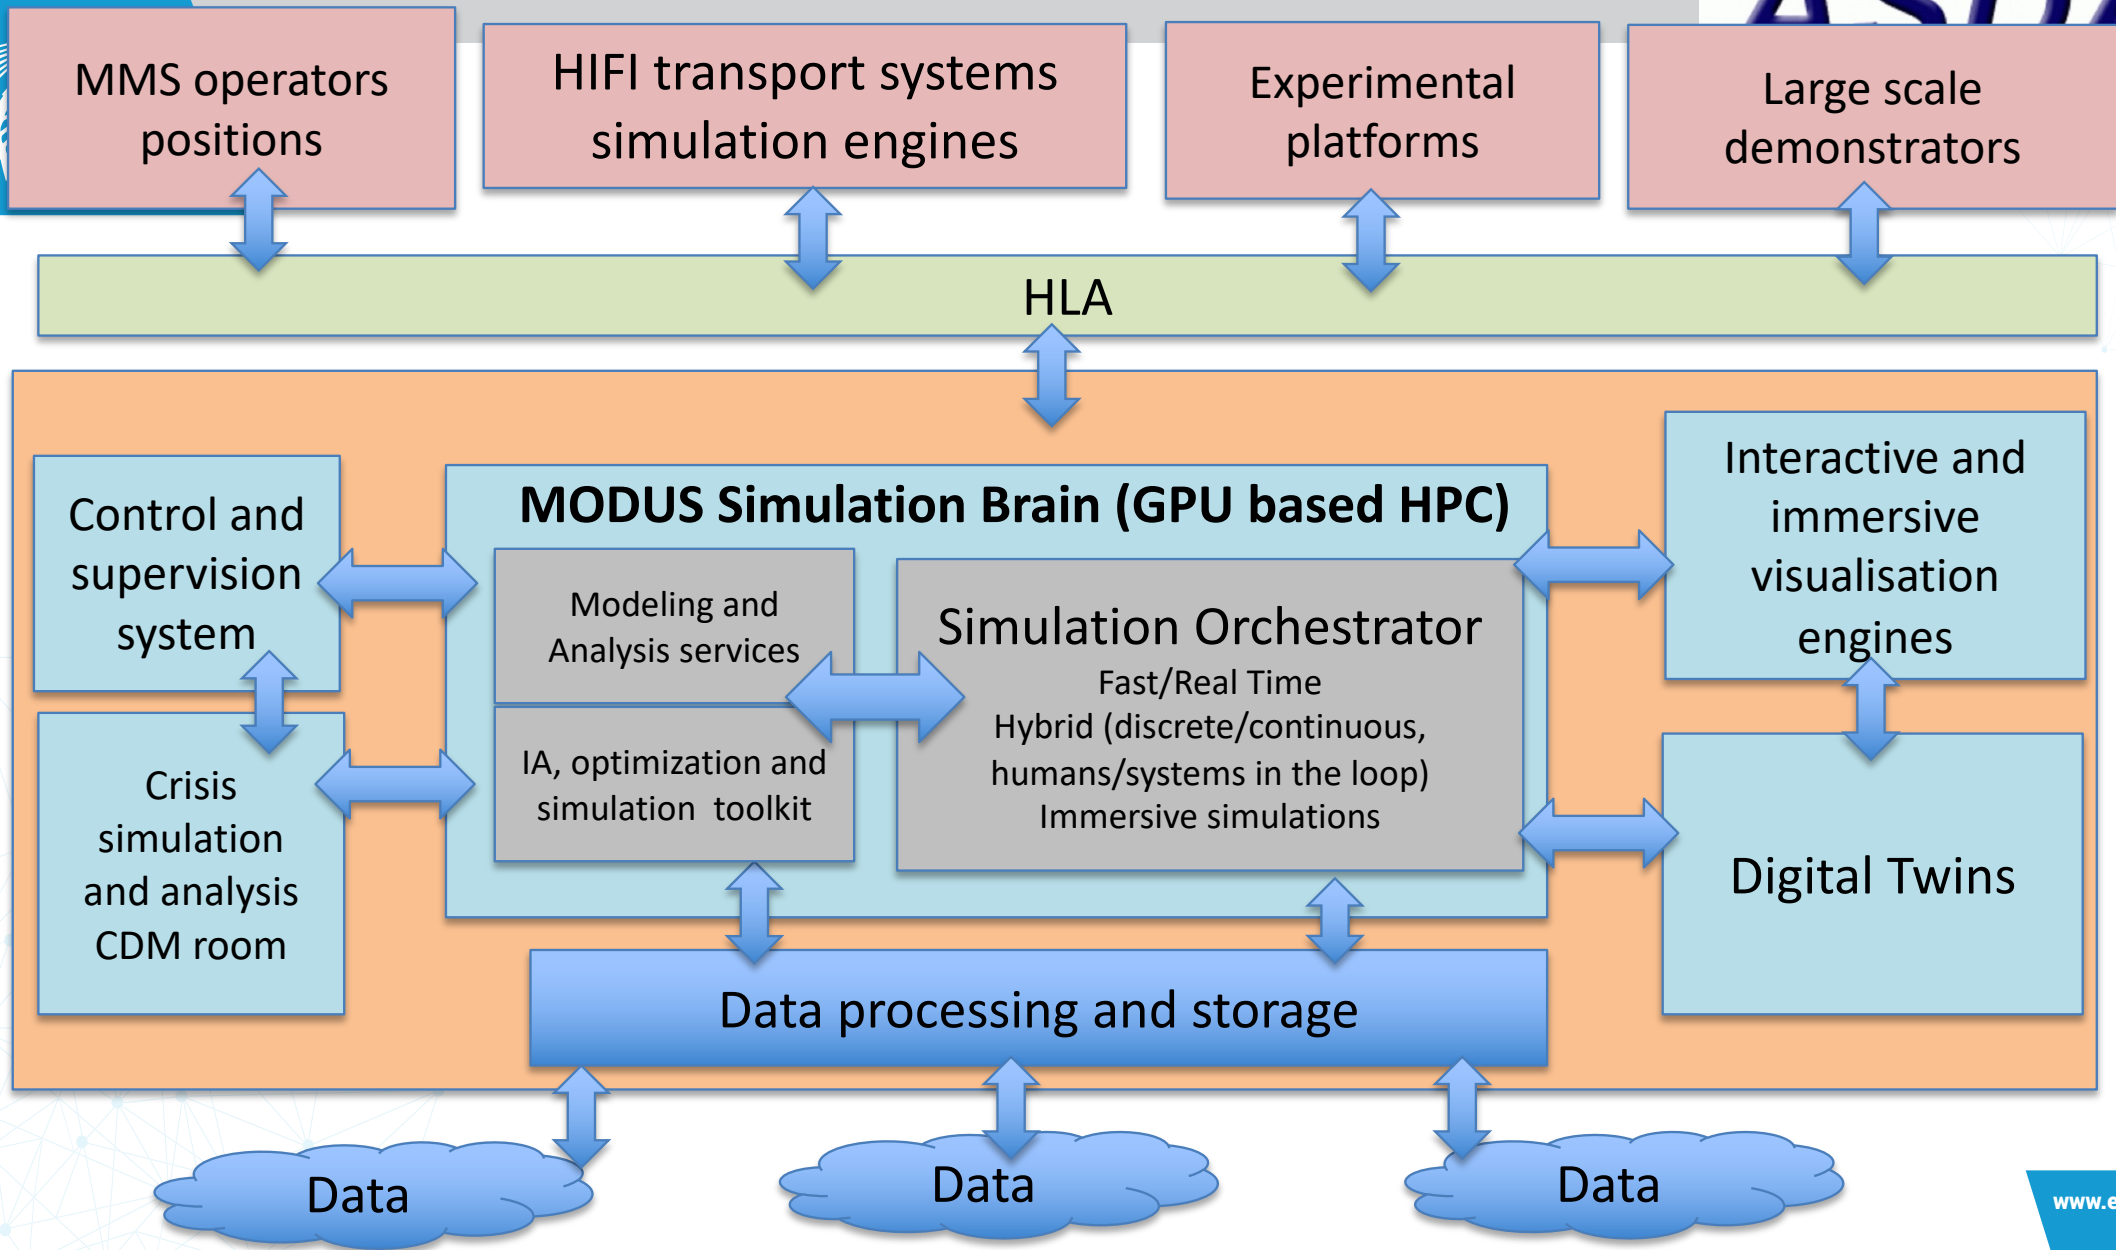 MMS operators
positions
HIFI transport systems
simulation engines
Experimental
platforms
Large scale
demonstrators
HLA
Control and
supervision
system
MODUS Simulation Brain (GPU based HPC)
Modeling and
Analysis services
IA, optimization and
simulation toolkit
Simulation Orchestrator
Fast/Real Time
Hybrid (discrete/continuous,
humans/systems in the loop)
Immersive simulations
Interactive and
immersive
visualisation
engines
Crisis
simulation
and analysis
CDM room
Digital Twins
Data processing and storage
Data
Data
Data
www.e